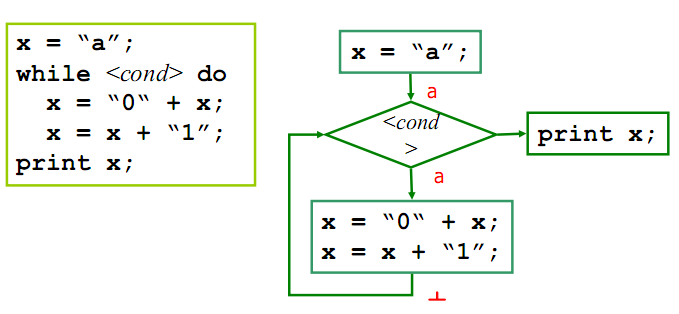 x = “a”;
while <cond> do
x = “0“ + x;
x = x + “1”;
print x;
x = “a”;
a
<cond
>
print x;
a
x = “0“ + x;
x = x + “1”;
⊥